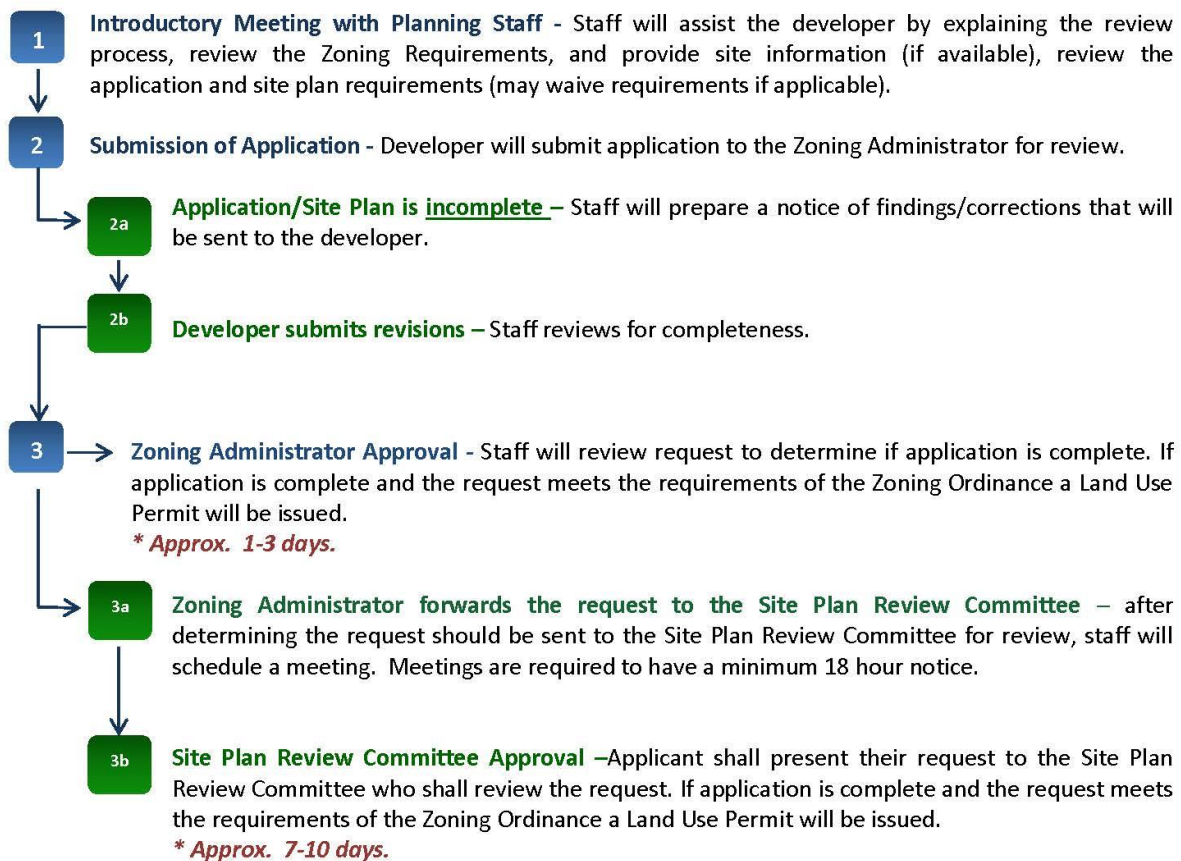 1
Introductory Meeting with Planning Staff - Staff will assist the developer by explaining the review
process, review the Zoning Requirements, and provide site information (if available), review the
application and site plan requirements (may waive requirements if applicable).
2
Submission of Application - Developer will submit application to the Zoning Administrator for review.
2a
Application/Site Plan is incomplete – Staff will prepare a notice of findings/corrections that will
be sent to the developer.
2b
Developer submits revisions – Staff reviews for completeness.
3
Zoning Administrator Approval - Staff will review request to determine if application is complete. If
application is complete and the request meets the requirements of the Zoning Ordinance a Land Use
Permit will be issued.
* Approx. 1-3 days.
3a
Zoning Administrator forwards the request to the Site Plan Review Committee – after
determining the request should be sent to the Site Plan Review Committee for review, staff will
schedule a meeting. Meetings are required to have a minimum 18 hour notice.
3b
Site Plan Review Committee Approval –Applicant shall present their request to the Site Plan
Review Committee who shall review the request. If application is complete and the request meets
the requirements of the Zoning Ordinance a Land Use Permit will be issued.
* Approx. 7-10 days.